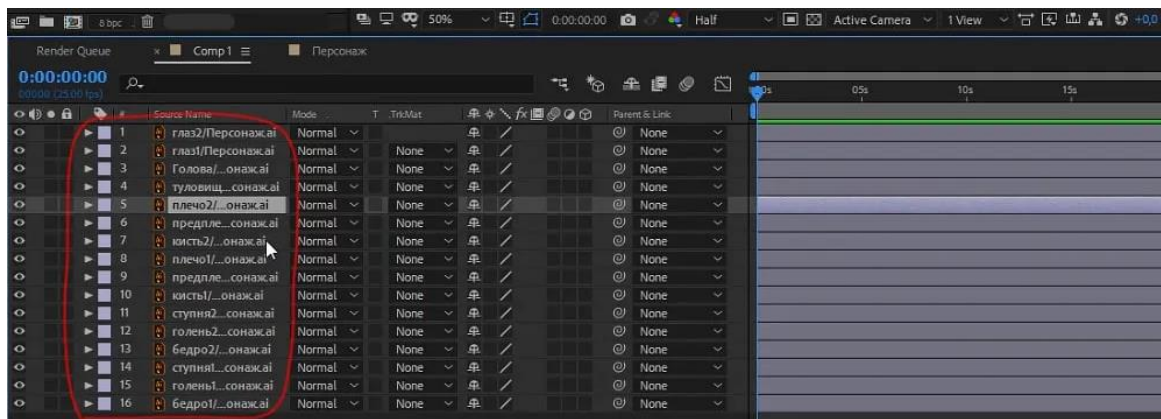 8 bpc 50% 0:00:00:00 Half Active Camera 1 View +0,0
Render Queue × Comp 1 Персонаж
0:00:00:00
00000 (25.00 fps) 05s 10s 15s
# Source Name Mode T .TrkMat Parent & Link
1 глаз2/Персонаж.ai Normal None
2 глаз1/Персонаж.ai Normal None None
3 Голова/...онаж.ai Normal None None
4 туловищ...сонаж.ai Normal None None
5 плечо2/...онаж.ai Normal None None
6 предпле...сонаж.ai Normal None None
7 кисть2/...онаж.ai Normal None None
8 плечо1/...онаж.ai Normal None None
9 предпле...сонаж.ai Normal None None
10 кисть1/...онаж.ai Normal None None
11 ступня2...сонаж.ai Normal None None
12 голень2...сонаж.ai Normal None None
13 бедро2/...онаж.ai Normal None None
14 ступня1...сонаж.ai Normal None None
15 голень1...сонаж.ai Normal None None
16 бедро1/...онаж.ai Normal None None